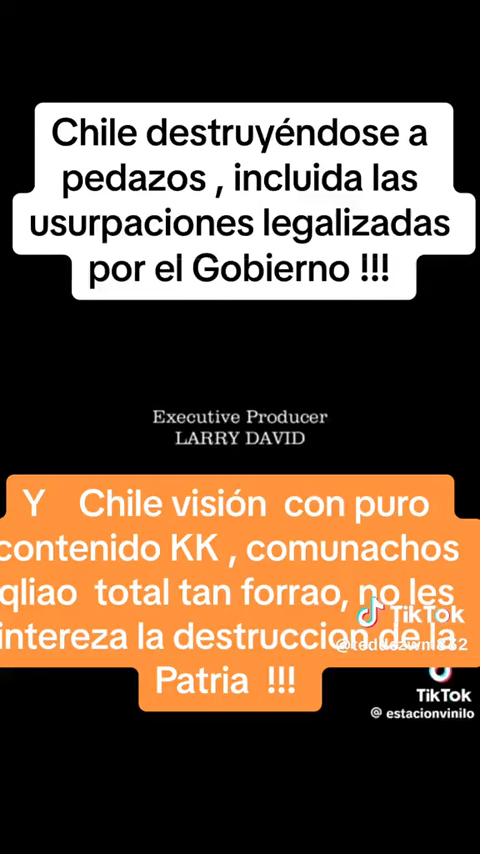 Chile destruyéndose a
pedazos , incluida las
usurpaciones legalizadas
por el Gobierno !!!
Executive Producer
LARRY DAVID
Y Chile visión con puro
contenido KK , comunachos
qliao total tan forrao, no les
intereza la destruccion de la
Patria !!!
TikTok
TikTok
@ estacionvinilo